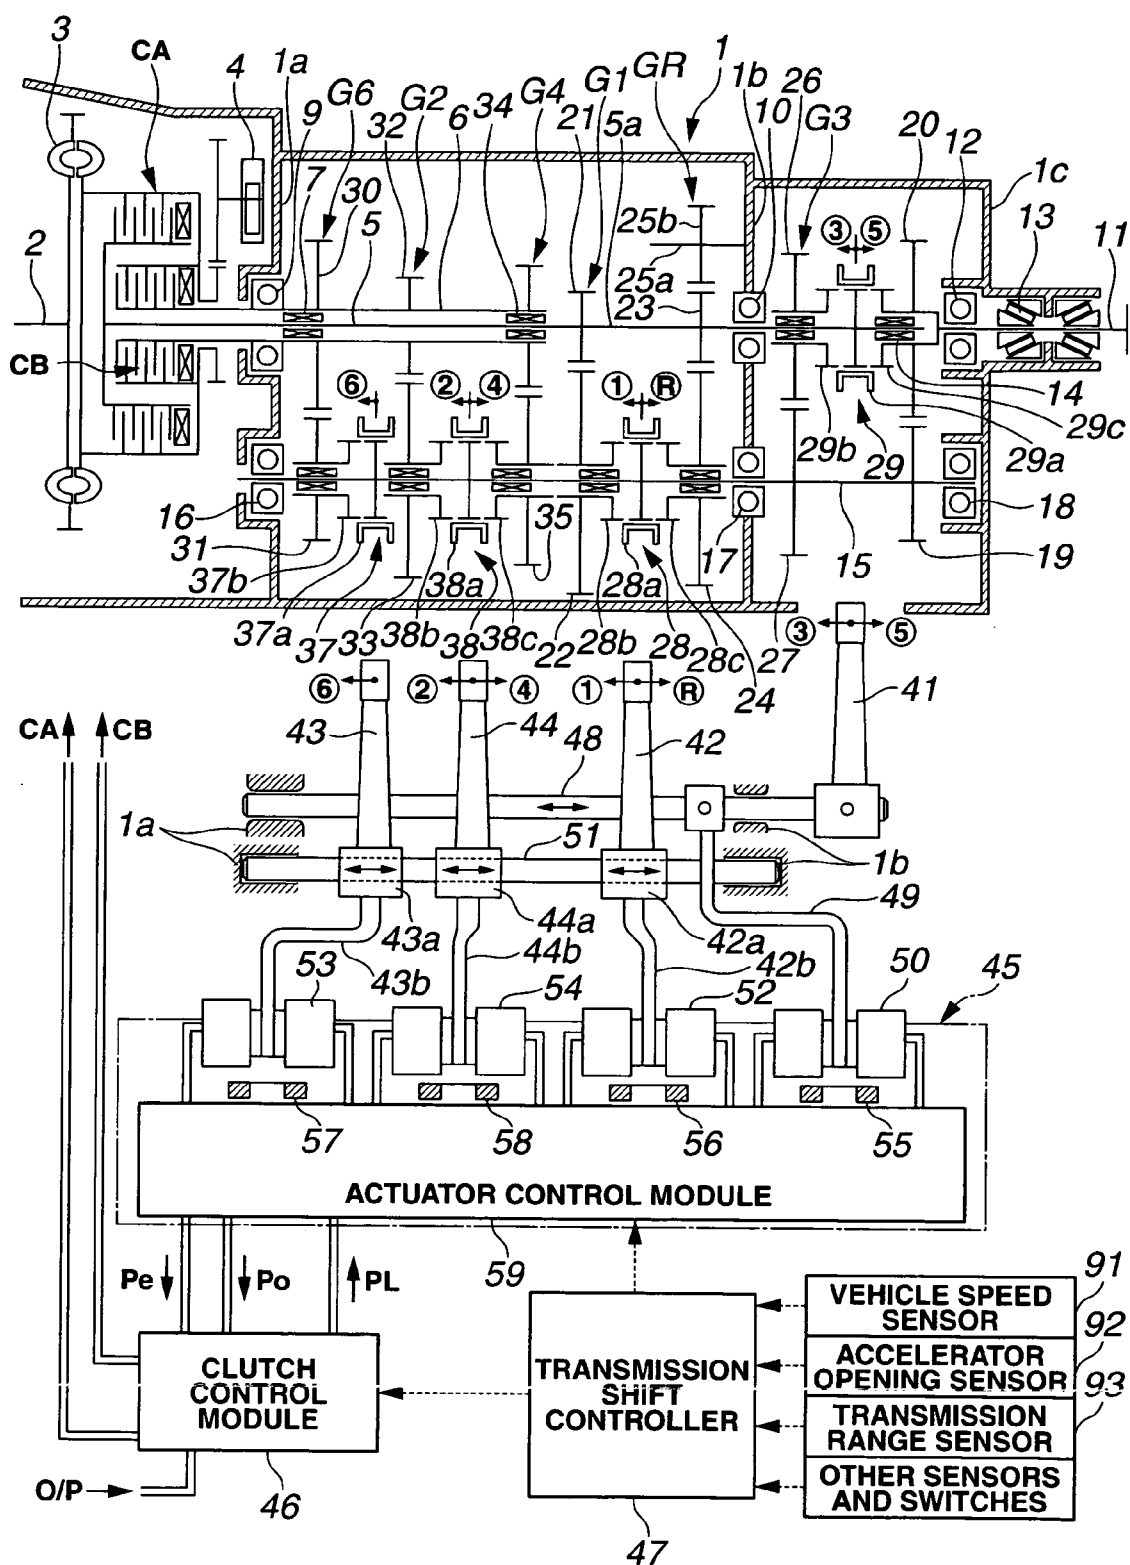 3 CA 4 1a 9 G6 32 G2 6 34 G4 21 G1 5a GR 1 1b 10 26 G3 20 12 1c
7 30 5 25b 3 5 13 11
2 25a 23
CB 6 2 4 1 R 29b 29 14 29c 29a
16 31 37b 35 17 15 18 19
38a 28a
37a 37 33 38b 38 38c 22 28b 28 28c 24 27
3 5
6 2 4 1 R 41
CA CB 43 44 48 42
1a 51 1b
43a 44a 42a 49
43b 44b 42b
53 54 52 50 45
57 58 56 55
ACTUATOR CONTROL MODULE
59
Pe Po PL
91
VEHICLE SPEED
SENSOR
92
ACCELERATOR
OPENING SENSOR
93
TRANSMISSION
RANGE SENSOR
OTHER SENSORS
AND SWITCHES
CLUTCH
CONTROL
MODULE
TRANSMISSION
SHIFT
CONTROLLER
O/P 46
47